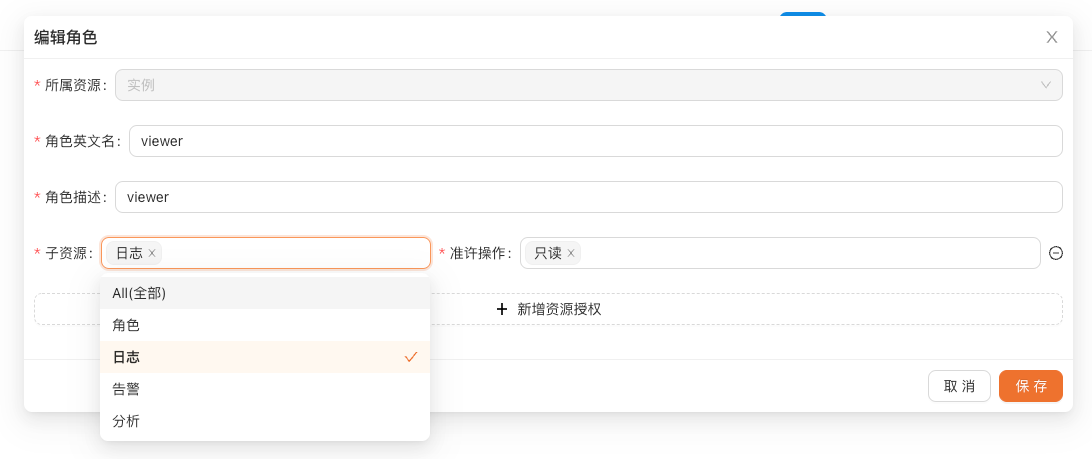 编辑角色
* 所属资源: 实例
* 角色英文名: viewer
* 角色描述: viewer
* 子资源: 日志 * 准许操作: 只读
All(全部)
+ 新增资源授权
角色
日志
告警
分析
取 消 保 存